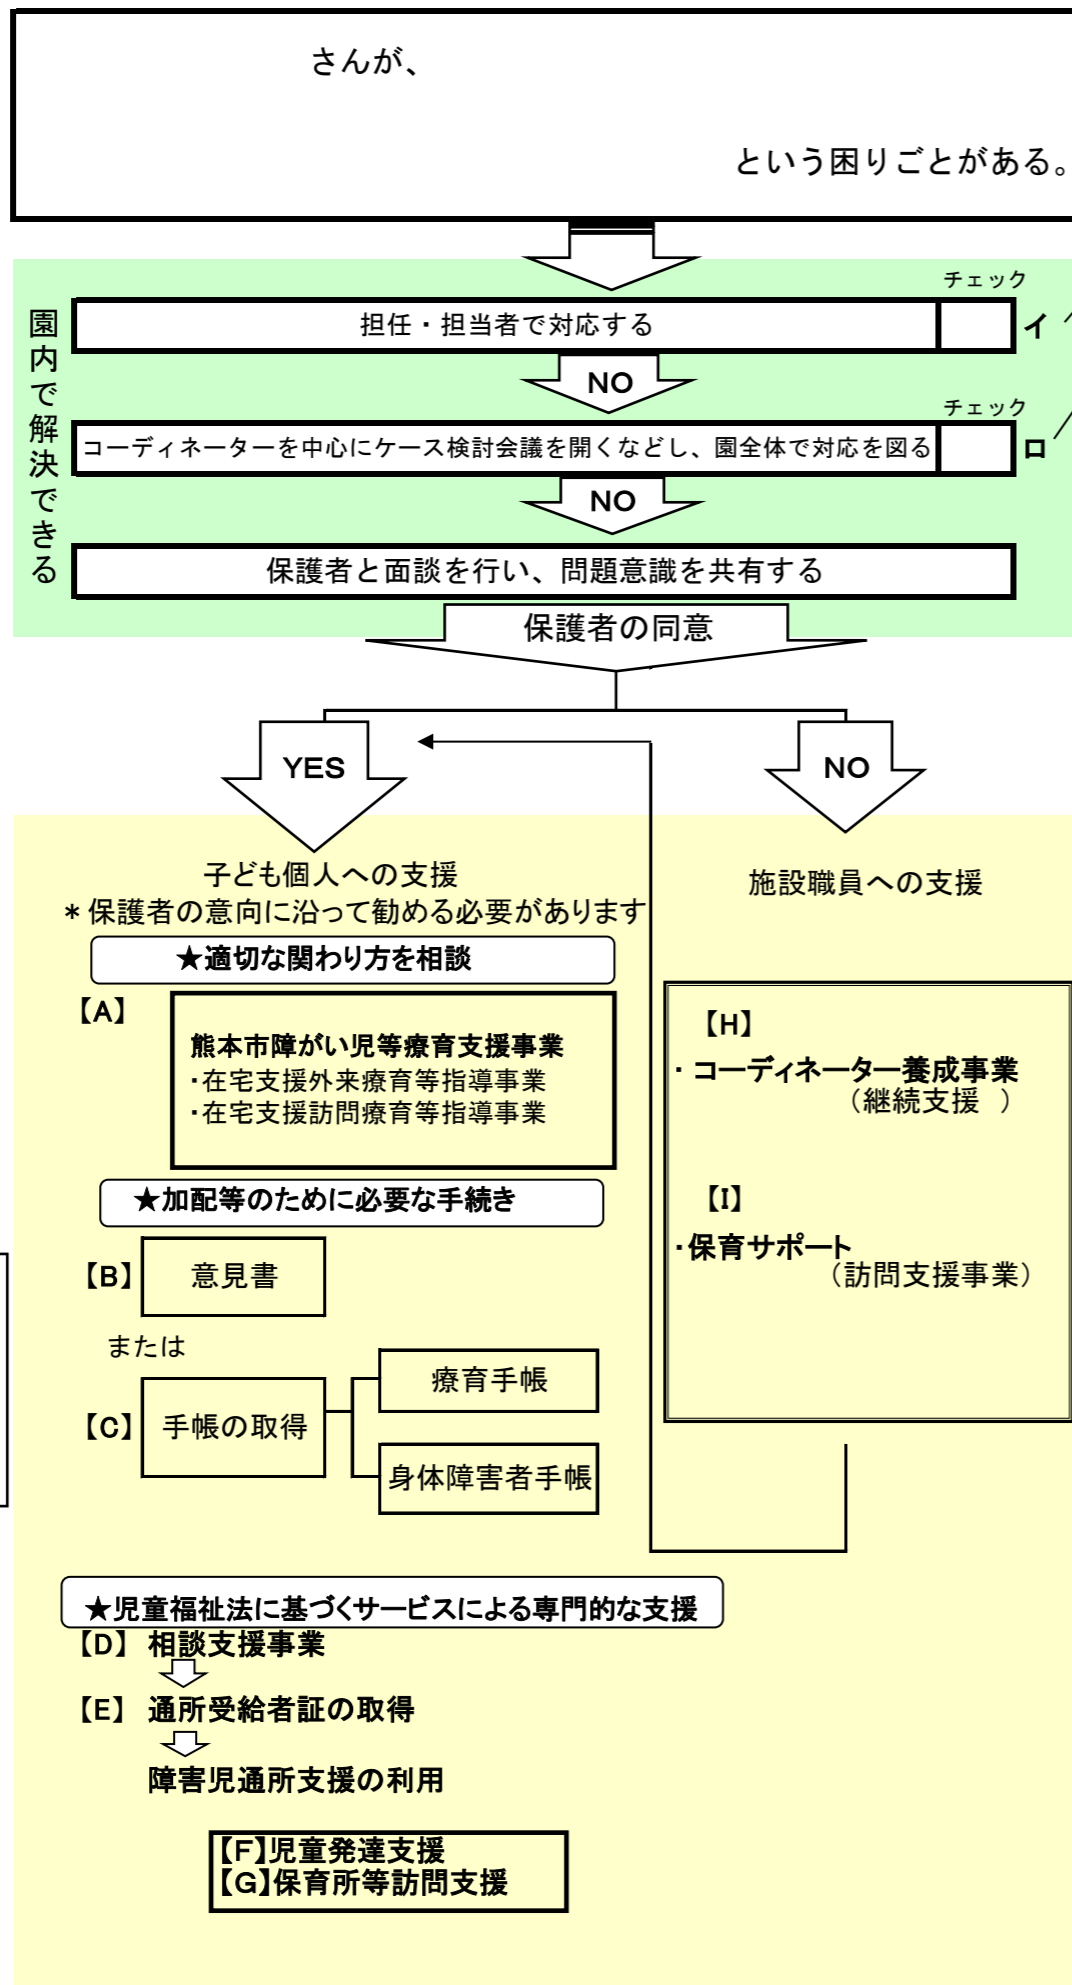 さんが、
という困りごとがある。
チェック
担任・担当者で対応する
イ
NO
チェック
コーディネーターを中心にケース検討会議を開くなどし、園全体で対応を図る
ロ
NO
園内で解決できる
保護者と面談を行い、問題意識を共有する
保護者の同意
YES
NO
子ども個人への支援
＊保護者の意向に沿って勧める必要があります
★適切な関わり方を相談
【A】
熊本市障がい児等療育支援事業
・在宅支援外来療育等指導事業
・在宅支援訪問療育等指導事業
★加配等のために必要な手続き
【B】
意見書
または
【C】
手帳の取得
療育手帳
身体障害者手帳
施設職員への支援
【H】
・コーディネーター養成事業
（継続支援　）
【I】
・保育サポート
（訪問支援事業）
★児童福祉法に基づくサービスによる専門的な支援
【D】 相談支援事業
【E】 通所受給者証の取得
障害児通所支援の利用
【F】児童発達支援
【G】保育所等訪問支援